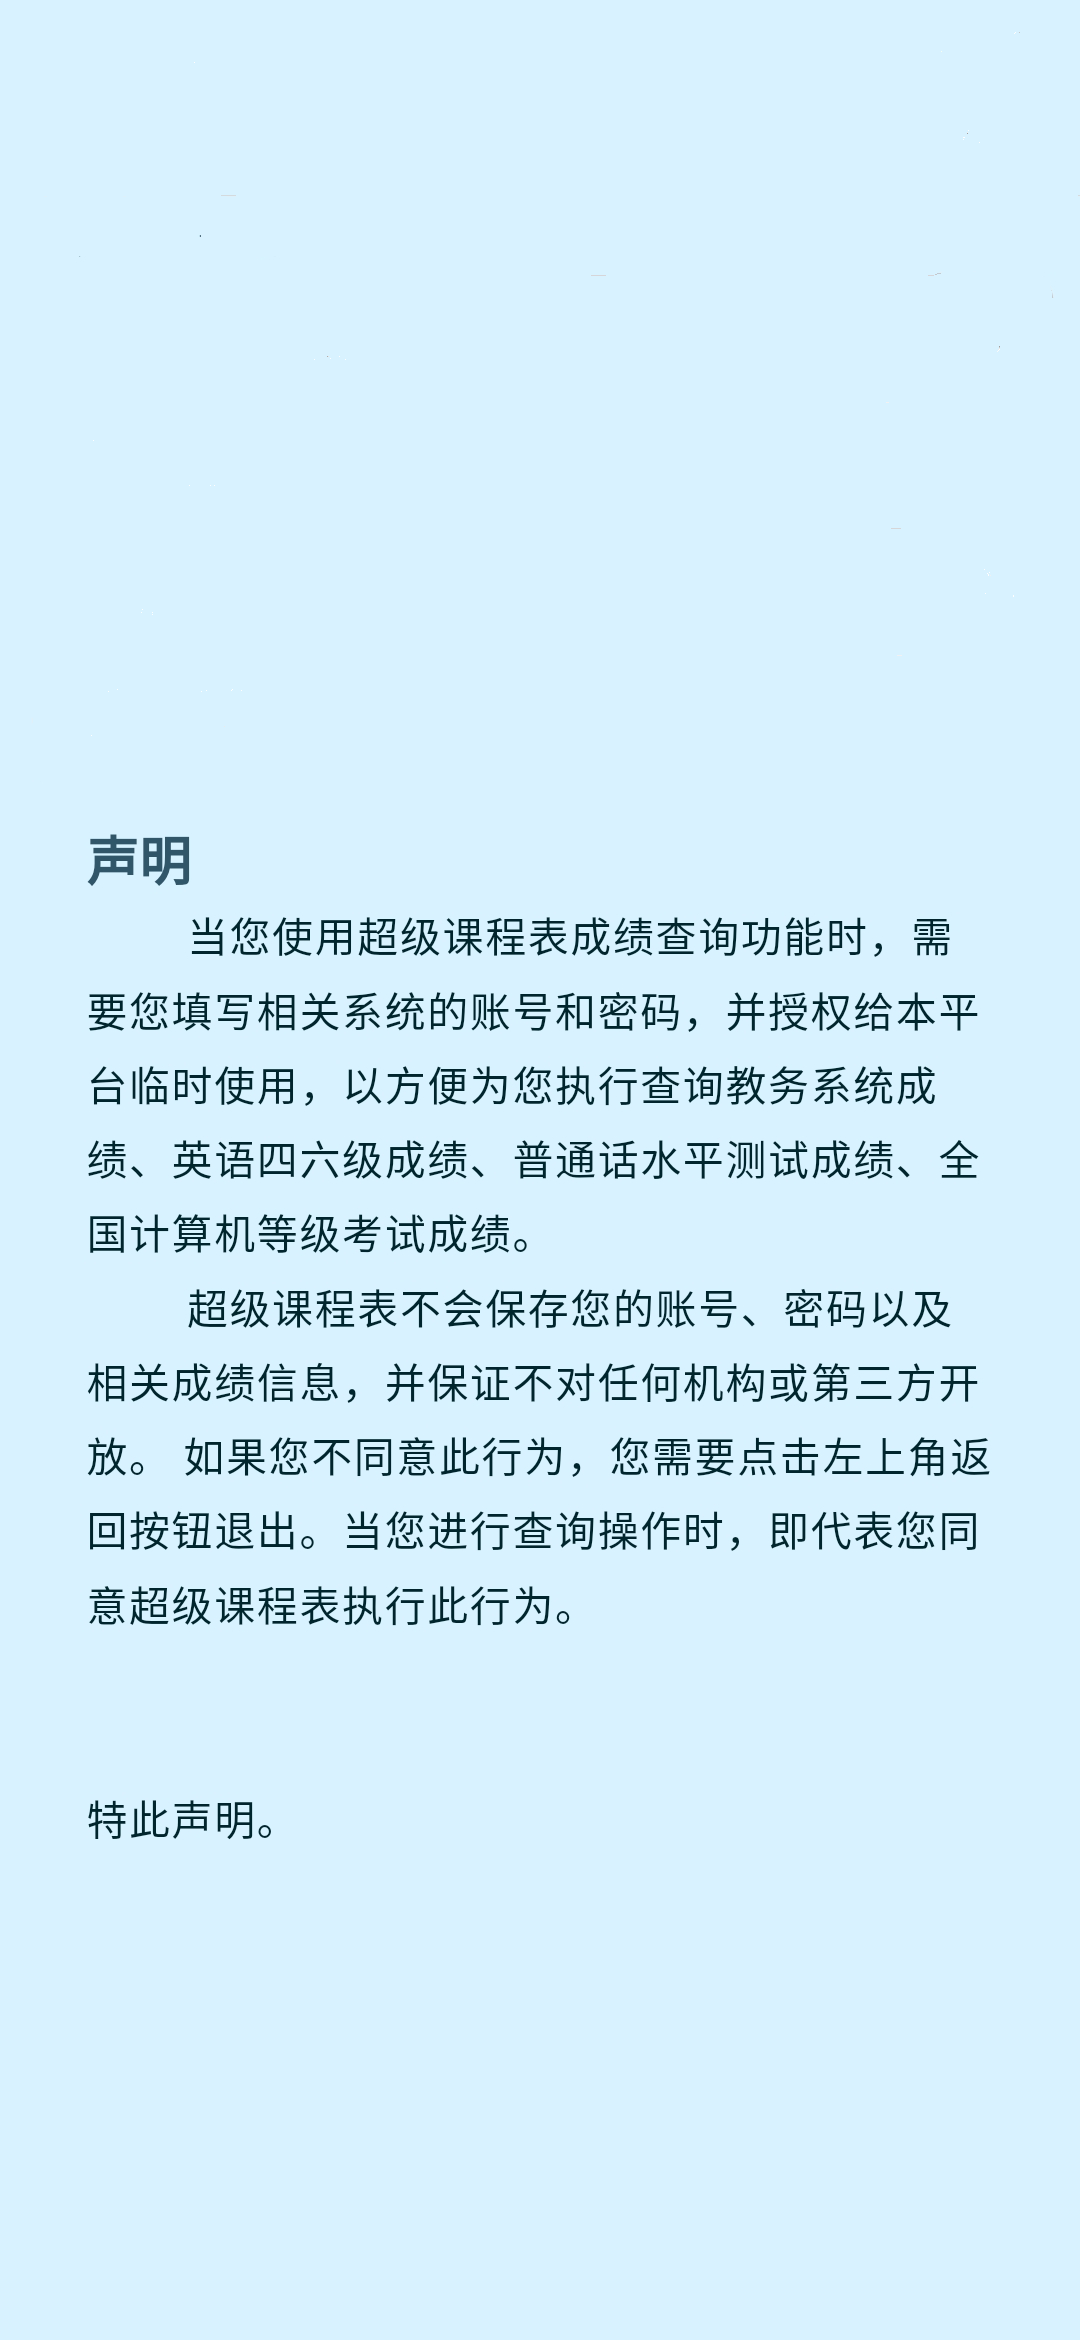 声明
当您使用超级课程表成绩查询功能时，需
要您填写相关系统的账号和密码，并授权给本平
台临时使用，以方便为您执行查询教务系统成
绩、英语四六级成绩、普通话水平测试成绩、全
国计算机等级考试成绩。
超级课程表不会保存您的账号、密码以及
相关成绩信息，并保证不对任何机构或第三方开
放。 如果您不同意此行为，您需要点击左上角返
回按钮退出。当您进行查询操作时，即代表您同
意超级课程表执行此行为。
特此声明。